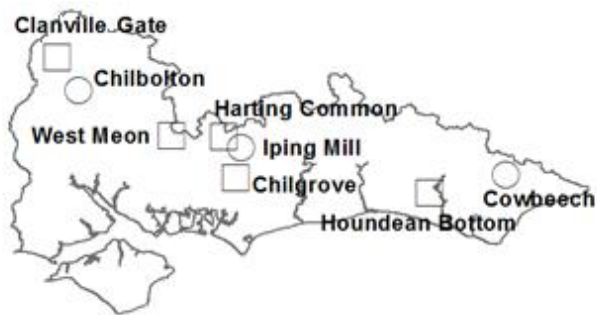 Clanville Gate
Chilbolton
Harting Common
West Meon
Iping Mill
Chilgrove
Cowbeech
Houndean Bottom